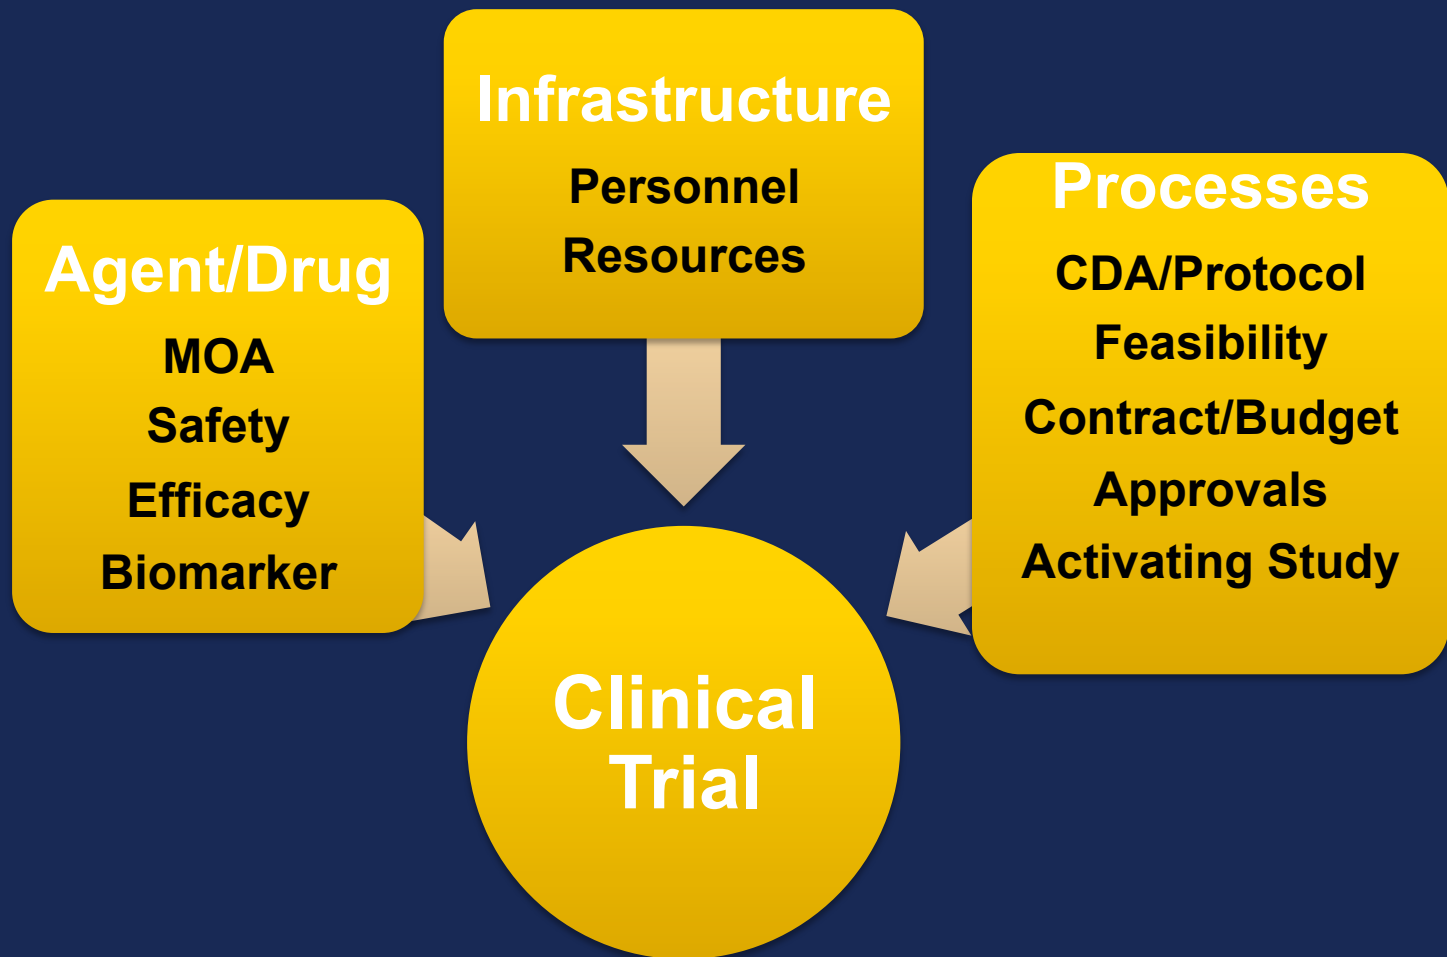 Infrastructure
Personnel
Resources
Agent/Drug
MOA
Safety
Efficacy
Biomarker
Processes
CDA/Protocol
Feasibility
Contract/Budget
Approvals
Activating Study
Clinical
Trial